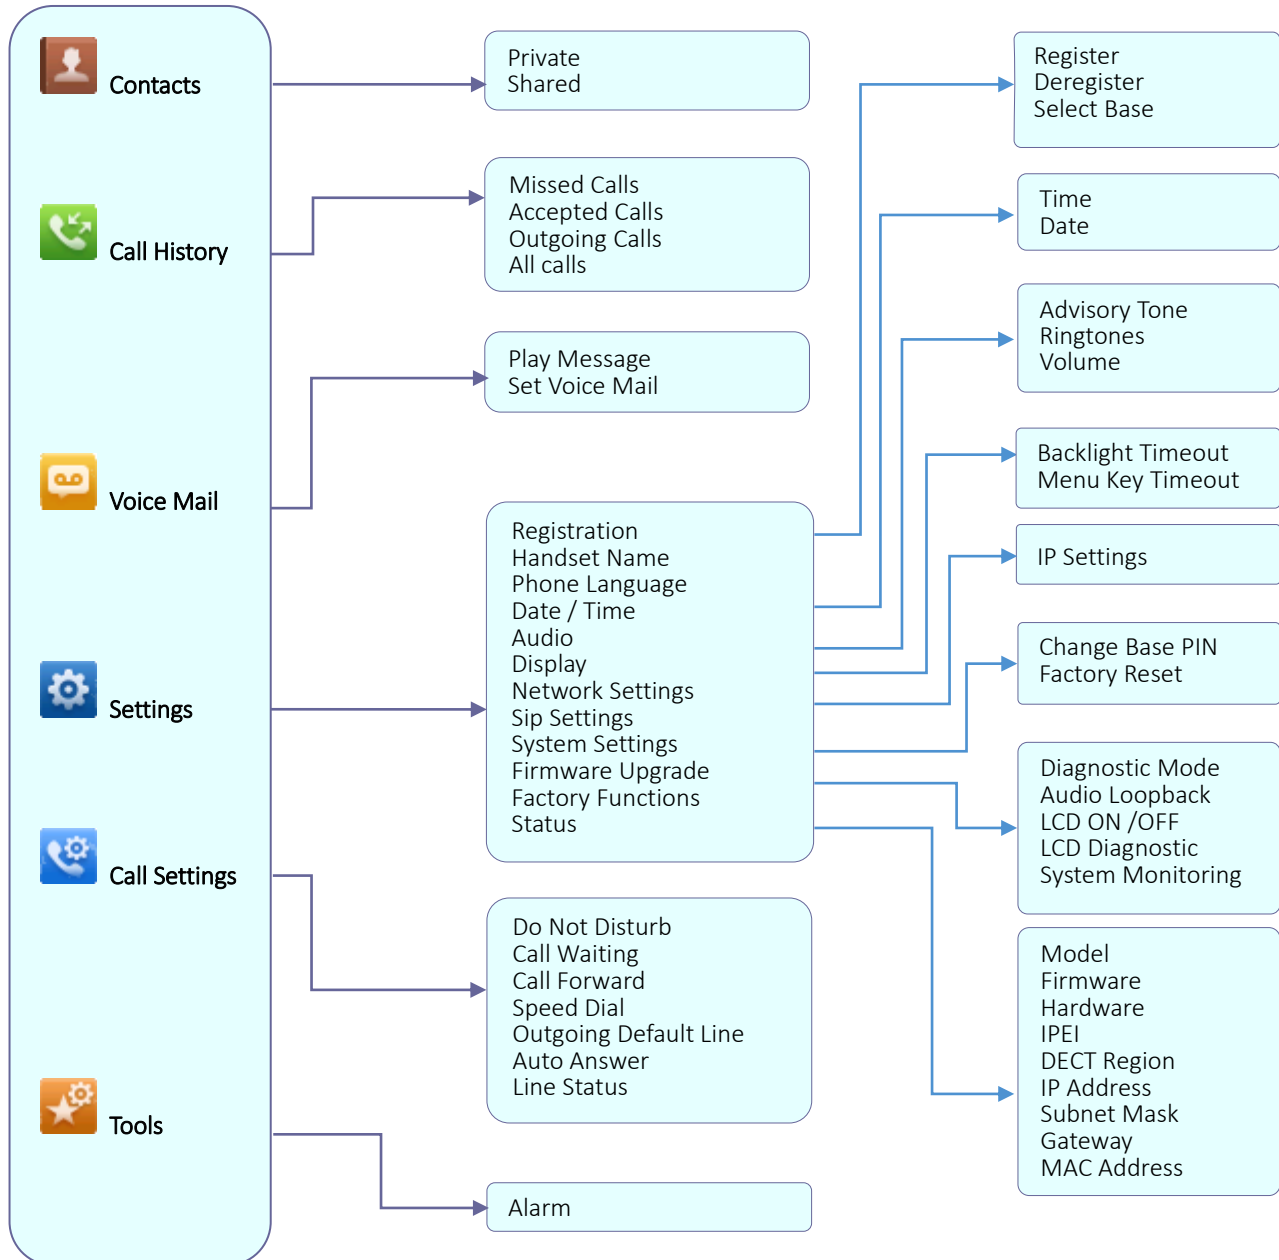 Contacts
Call History
Voice Mail
Settings
Call Settings
Tools
Private
Shared
Missed Calls
Accepted Calls
Outgoing Calls
All calls
Play Message
Set Voice Mail
Registration
Handset Name
Phone Language
Date / Time
Audio
Display
Network Settings
Sip Settings
System Settings
Firmware Upgrade
Factory Functions
Status
Do Not Disturb
Call Waiting
Call Forward
Speed Dial
Outgoing Default Line
Auto Answer
Line Status
Alarm
Register
Deregister
Select Base
Time
Date
Advisory Tone
Ringtones
Volume
Backlight Timeout
Menu Key Timeout
IP Settings
Change Base PIN
Factory Reset
Diagnostic Mode
Audio Loopback
LCD ON /OFF
LCD Diagnostic
System Monitoring
Model
Firmware
Hardware
IPEI
DECT Region
IP Address
Subnet Mask
Gateway
MAC Address